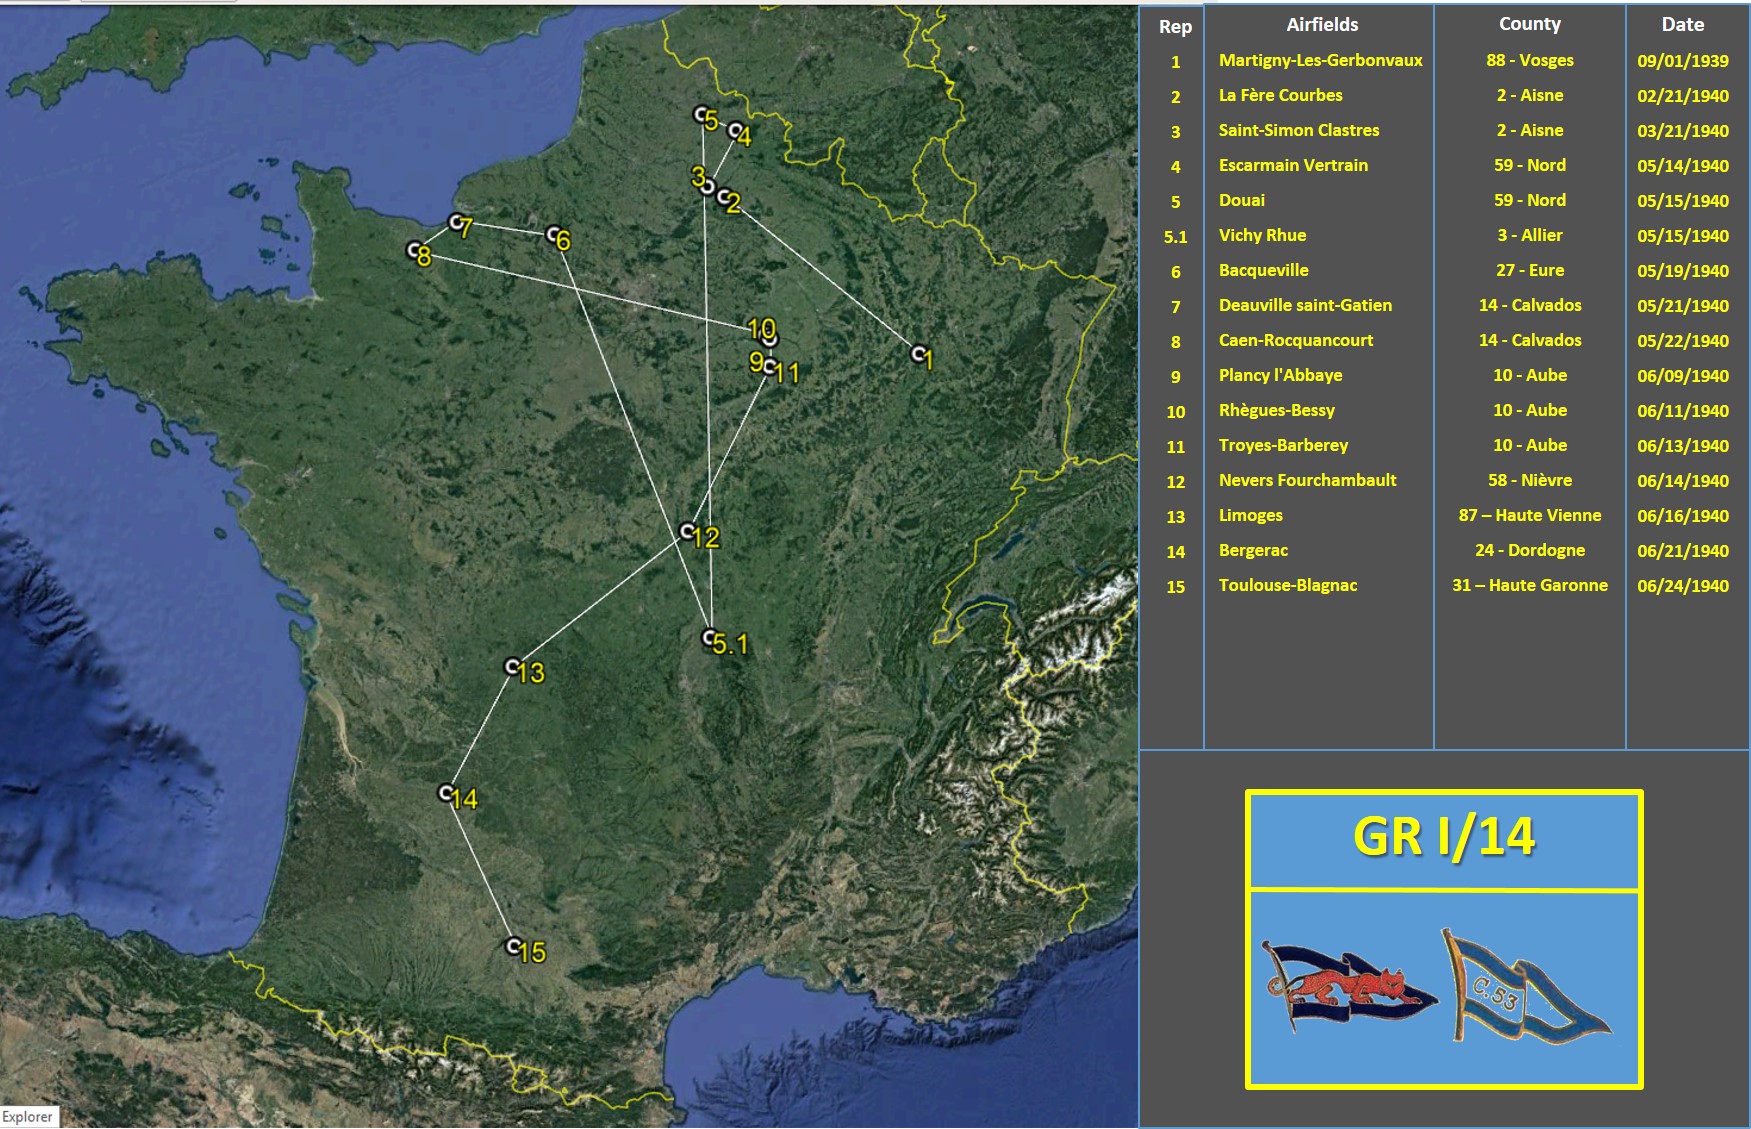 Rep Airfields County Date
1 Martigny-Les-Gerbonvaux 88 - Vosges 09/01/1939
2 La Fère Courbes 2 - Aisne 02/21/1940
3 Saint-Simon Clastres 2 - Aisne 03/21/1940
4 Escarmain Vertrain 59 - Nord 05/14/1940
5 Douai 59 - Nord 05/15/1940
5.1 Vichy Rhue 3 - Allier 05/15/1940
6 Bacqueville 27 - Eure 05/19/1940
7 Deauville saint-Gatien 14 - Calvados 05/21/1940
8 Caen-Rocquancourt 14 - Calvados 05/22/1940
9 Plancy l'Abbaye 10 - Aube 06/09/1940
10 Rhègues-Bessy 10 - Aube 06/11/1940
11 Troyes-Barberey 10 - Aube 06/13/1940
12 Nevers Fourchambault 58 - Nièvre 06/14/1940
13 Limoges 87 – Haute Vienne 06/16/1940
14 Bergerac 24 - Dordogne 06/21/1940
15 Toulouse-Blagnac 31 – Haute Garonne 06/24/1940
5
4
3
2
7
6
8
10
1
9
11
12
5.1
13
14
15
GR I/14
C.53
Explorer